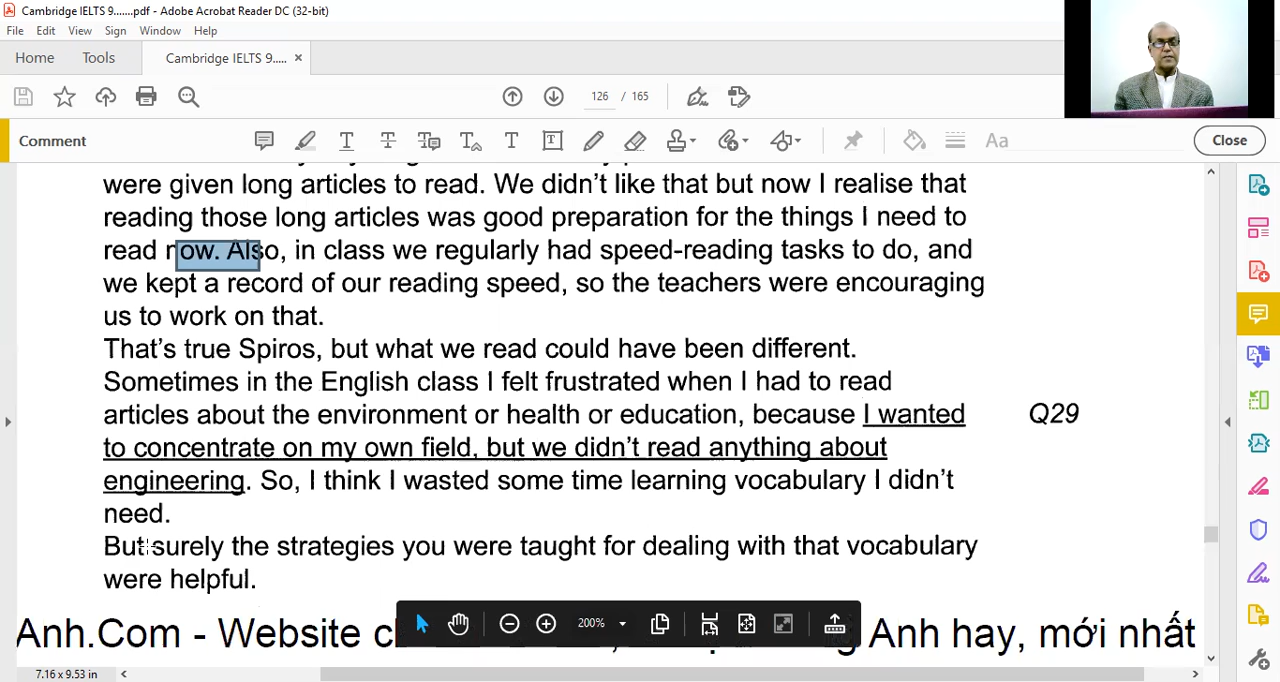 Cambridge IELTS 9.......pdf - Adobe Acrobat Reader DC (32-bit)
File Edit View Sign Window Help
Home Tools Cambridge IELTS 9..... ×
126 / 165
Comment
Close
were given long articles to read. We didn't like that but now I realise that
reading those long articles was good preparation for the things I need to
read now. Also, in class we regularly had speed-reading tasks to do, and
we kept a record of our reading speed, so the teachers were encouraging
us to work on that.
That's true Spiros, but what we read could have been different.
Sometimes in the English class I felt frustrated when I had to read
articles about the environment or health or education, because I wanted Q29
to concentrate on my own field, but we didn't read anything about
engineering. So, I think I wasted some time learning vocabulary I didn't
need.
But surely the strategies you were taught for dealing with that vocabulary
were helpful.
200%
Anh.Com - Website Anh hay, mới nhất
7.16 x 9.53 in